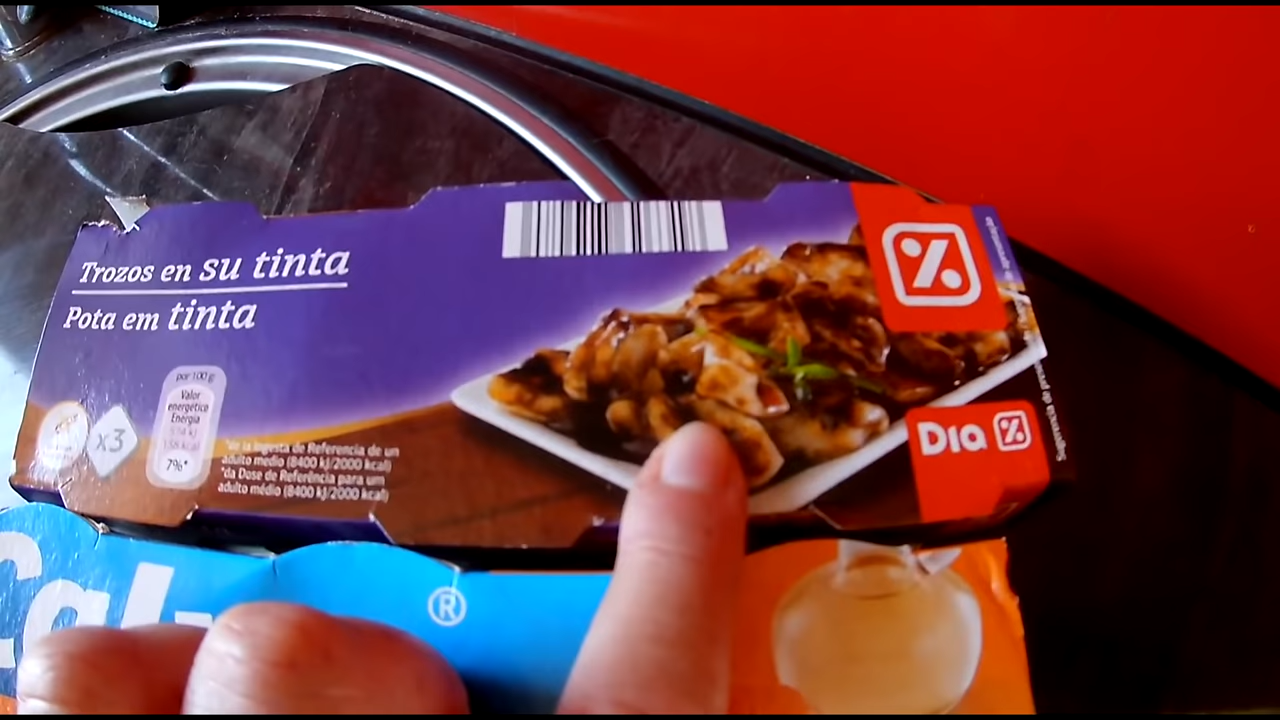 Trozos en su tinta
Pota em tinta
%
x3
por 100 g
Valor
energético
Energia
7%*
*de la Ingesta de Referencia de un
adulto medio (8400 kJ/2000 kcal)
*da Dose de Referência para um
adulto médio (8400 kJ/2000 kcal)
Dia %
®